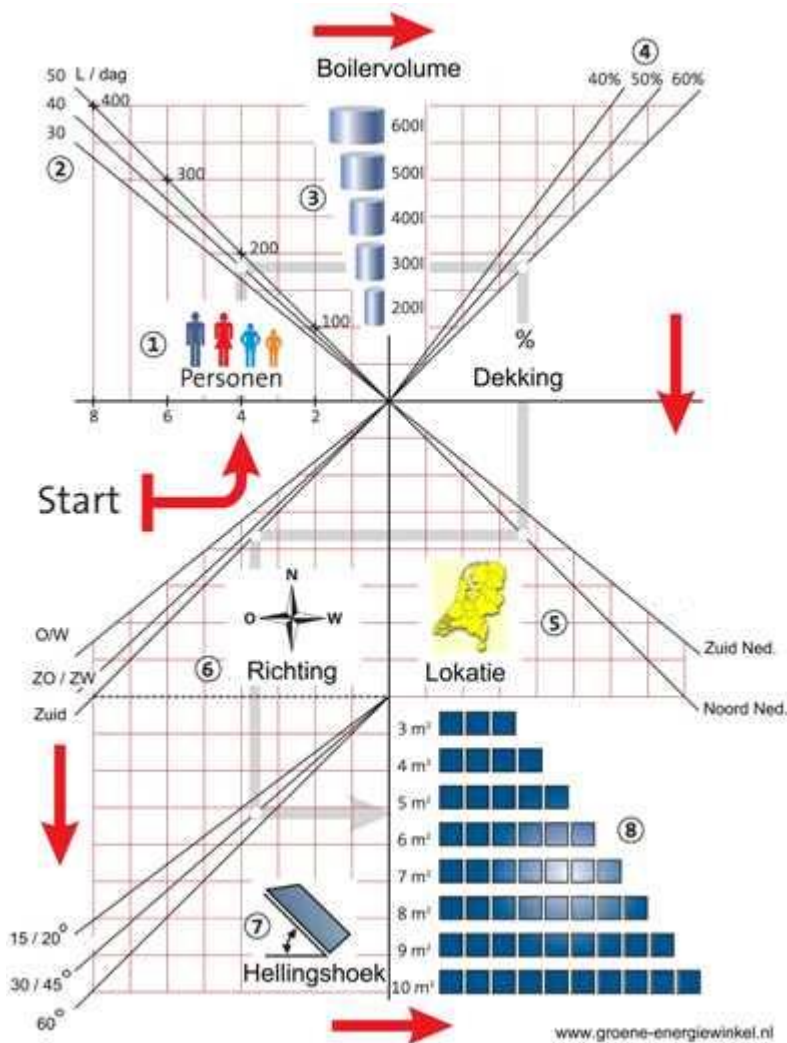 Boilervolume
④
50 L / dag
40% 50% 60%
400
40
600l
30
②
500l
300
③
400l
200
300l
200l
①
100
%
Personen
Dekking
8 6 4 2
Start
N
O W
⑤
O/W
Zuid Ned.
ZO / ZW
⑥
Richting
Lokatie
Zuid
Noord Ned.
3 m²
4 m²
5 m²
6 m²
⑧
7 m²
8 m²
⑦
15 / 20°
9 m²
Hellingshoek
30 / 45°
10 m²
60°
www.groene-energiewinkel.nl